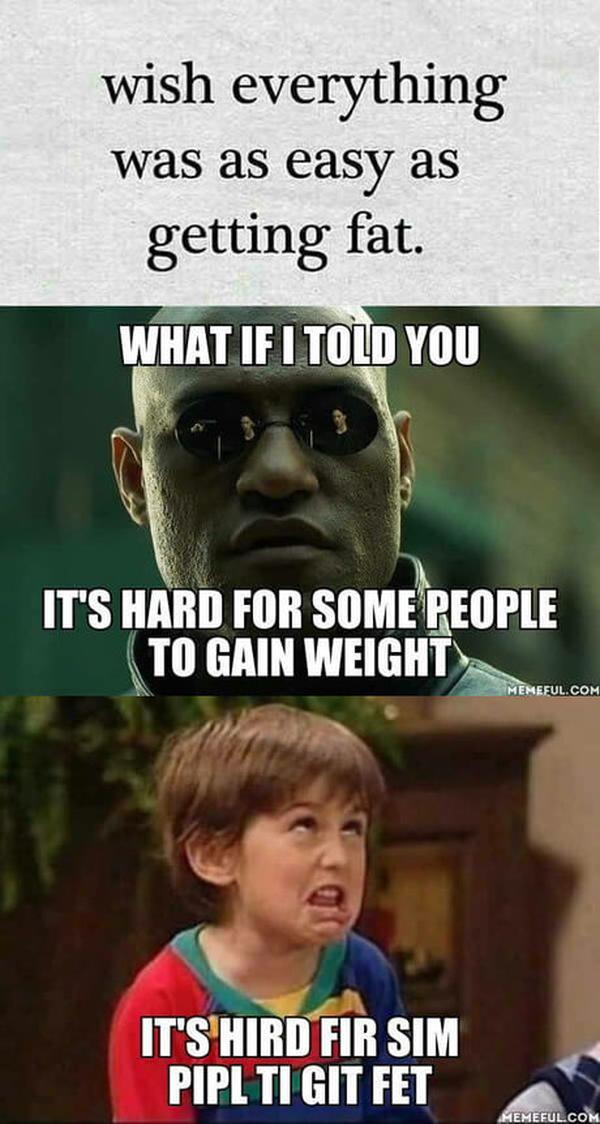 wish everything
was as easy as
getting fat.
WHAT IF I TOLD YOU
IT'S HARD FOR SOME PEOPLE
TO GAIN WEIGHT
MEMEFUL.COM
IT'S HIRD FIR SIM
PIPL TI GIT FET
MEMEFUL.COM